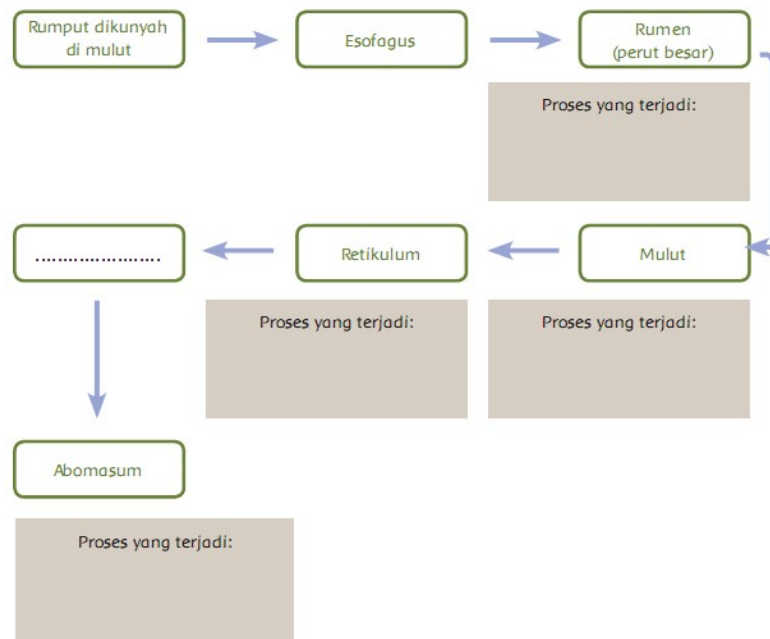 Rumput dikunyah
di mulut
Esofagus
Rumen
(perut besar)
Proses yang terjadi:
......................
Retikulum
Mulut
Proses yang terjadi:
Proses yang terjadi:
Abomasum
Proses yang terjadi: